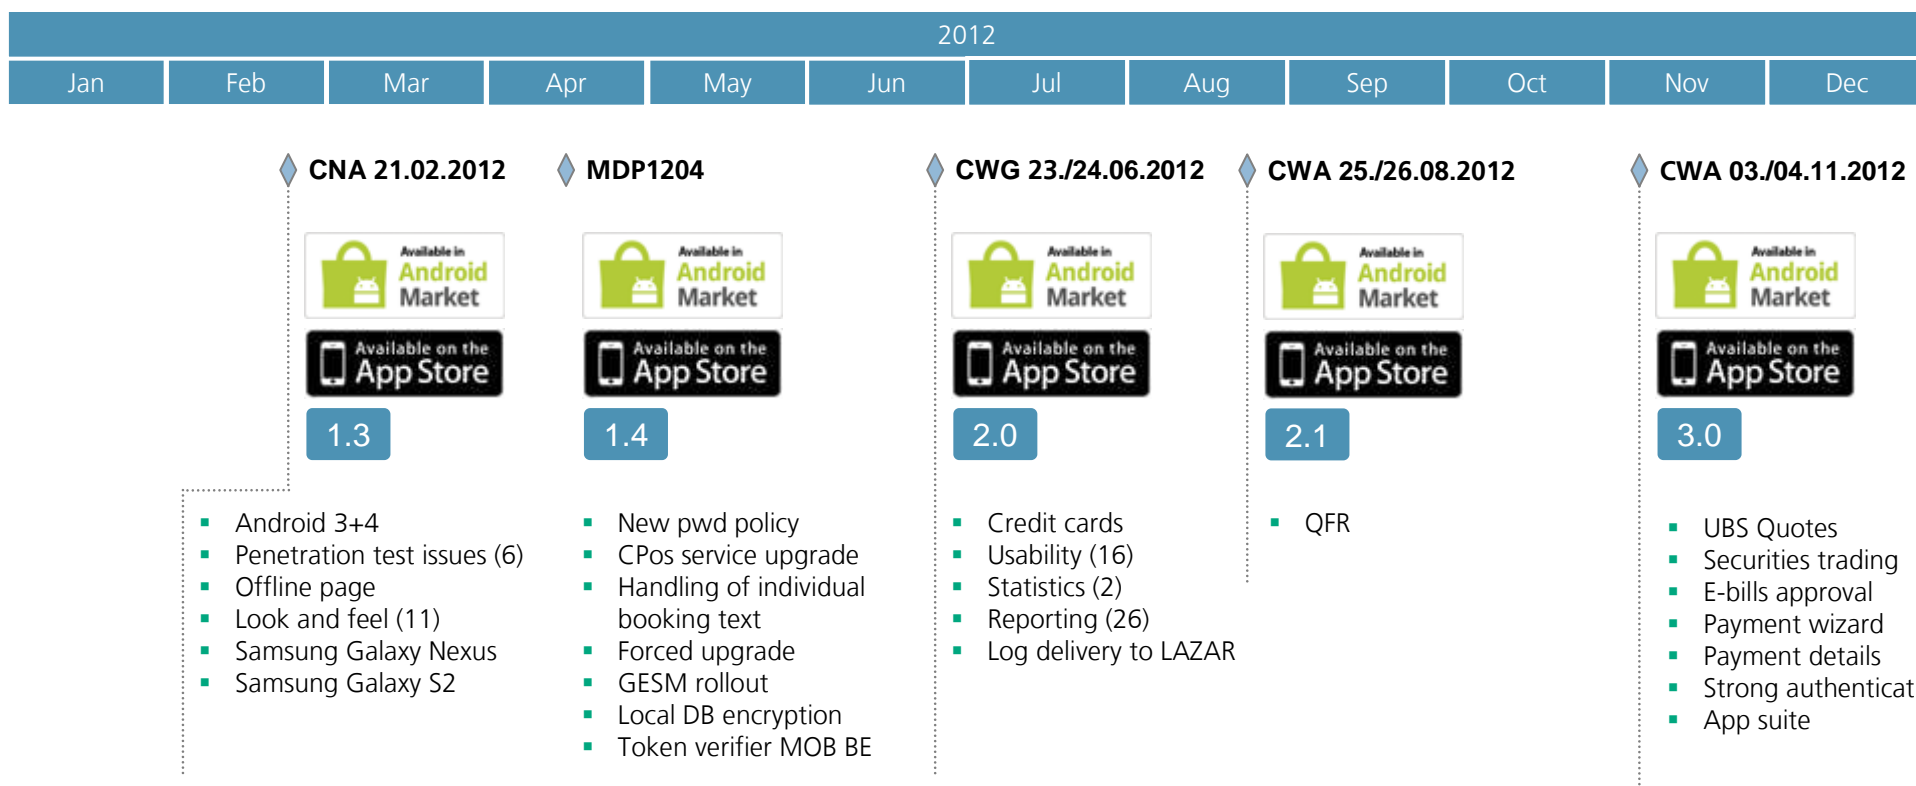 2012
Jan Feb Mar Apr May Jun Jul Aug Sep Oct Nov Dec
CNA 21.02.2012
Available in
Android
Market
Available on the
App Store
1.3
Android 3+4
Penetration test issues (6)
Offline page
Look and feel (11)
Samsung Galaxy Nexus
Samsung Galaxy S2
MDP1204
Available in
Android
Market
Available on the
App Store
1.4
New pwd policy
CPos service upgrade
Handling of individual
booking text
Forced upgrade
GESM rollout
Local DB encryption
Token verifier MOB BE
CWG 23./24.06.2012
Available in
Android
Market
Available on the
App Store
2.0
Credit cards
Usability (16)
Statistics (2)
Reporting (26)
Log delivery to LAZAR
CWA 25./26.08.2012
Available in
Android
Market
Available on the
App Store
2.1
QFR
CWA 03./04.11.2012
Available in
Android
Market
Available on the
App Store
3.0
UBS Quotes
Securities trading
E-bills approval
Payment wizard
Payment details
Strong authenticat
App suite